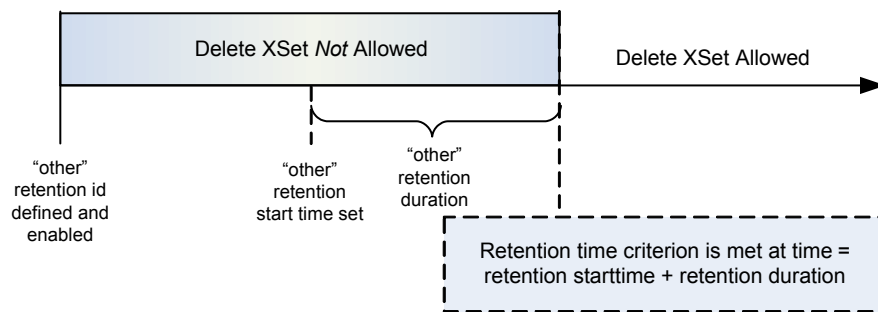 Delete XSet Not Allowed
Delete XSet Allowed
“other”
retention id
defined and
enabled
“other”
retention
start time set
“other”
retention
duration
Retention time criterion is met at time =
retention starttime + retention duration